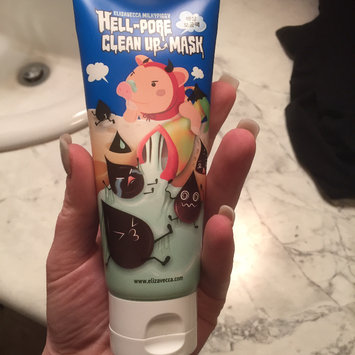 ELIZAVECCA MILKYPIGGY
HELL-PORE
CLEAN UP MASK
www.elizavecca.com